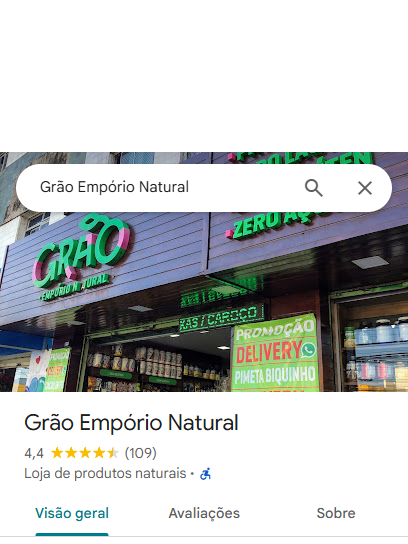 Grão Empório Natural
ZERO
GRÃO
EMPÓRIO NATURAL
KAS / CAROÇO
PROMOÇÃO
DELIVERY
PIMETA BIQUINHO
Grão Empório Natural
4,4 (109)
Loja de produtos naturais ·
Visão geral Avaliações Sobre